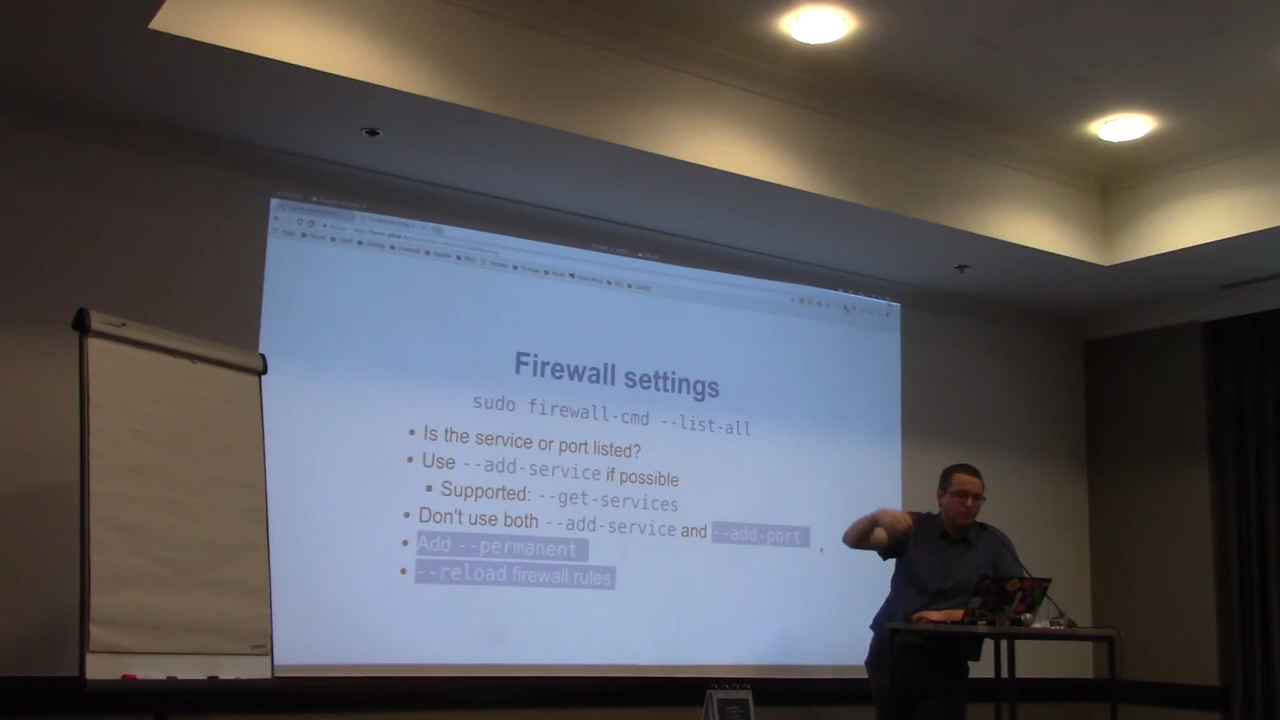 Firewall settings
sudo firewall-cmd --list-all
• Is the service or port listed?
• Use --add-service if possible
▪ Supported: --get-services
• Don't use both --add-service and --add-port
• Add --permanent
• --reload firewall rules